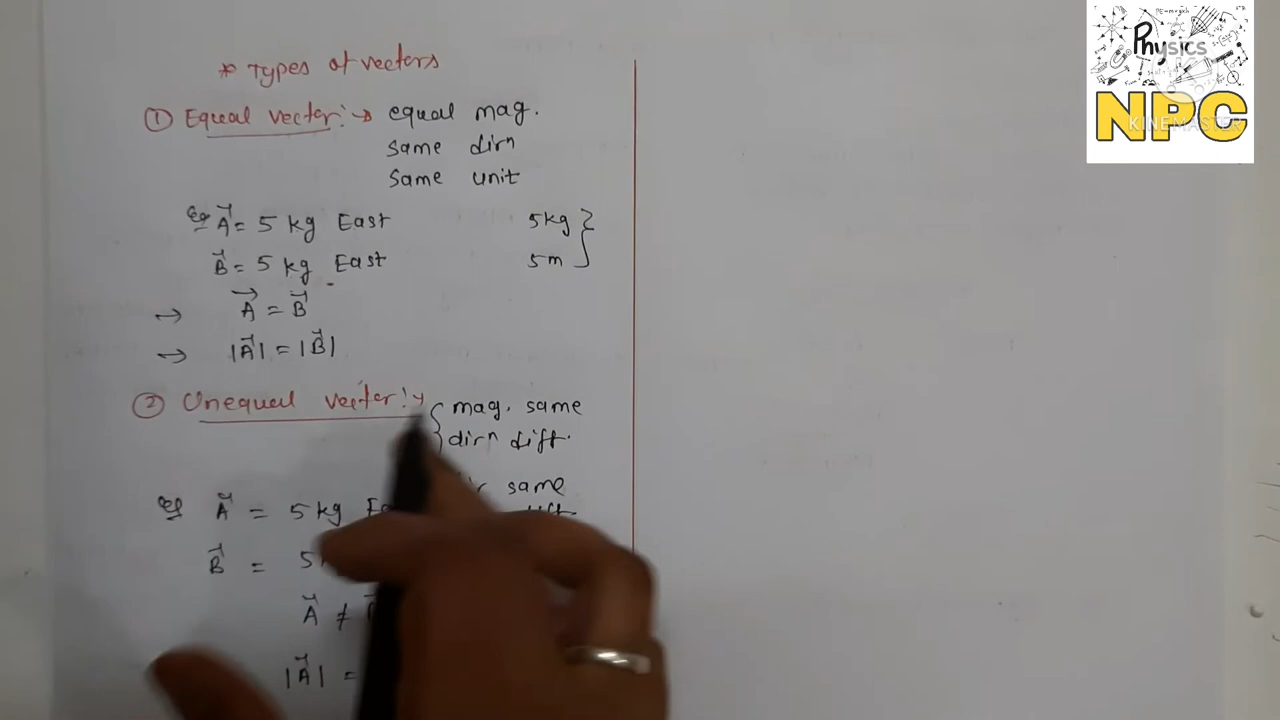 * Types of vectors
① Equal vector:→ equal mag.
same dirn
same unit
Eg A⃗ = 5 kg East 5kg
B⃗ = 5 kg East 5m
→ A⃗ = B⃗
→ |A⃗| = |B⃗|
② Unequal vector:→ mag. same
dirn diff.
same
Eg A⃗ = 5 kg
B⃗ = 5
A⃗ ≠
|A⃗| =
Physics
NPC
KINEMASTER